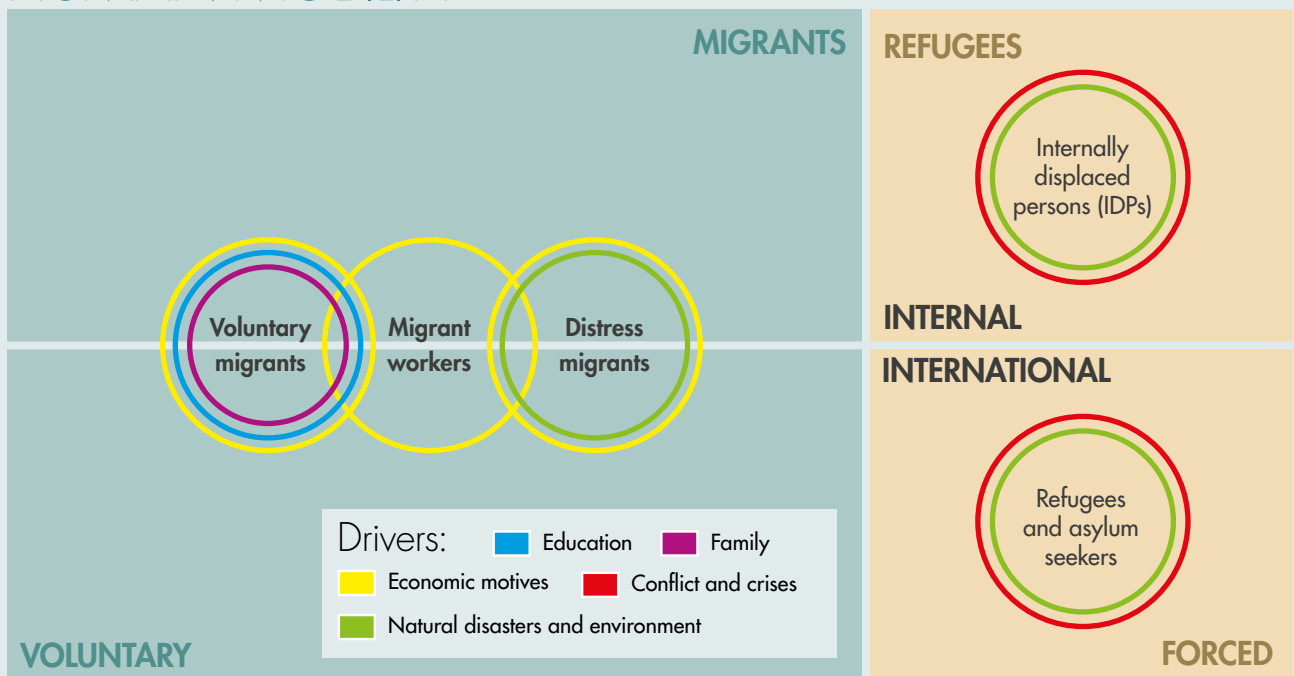 MIGRANTS
REFUGEES
Internally
displaced
persons (IDPs)
INTERNAL
Voluntary
migrants
Migrant
workers
Distress
migrants
INTERNATIONAL
Refugees
and asylum
seekers
Drivers:
Education
Family
Economic motives
Conflict and crises
Natural disasters and environment
VOLUNTARY
FORCED